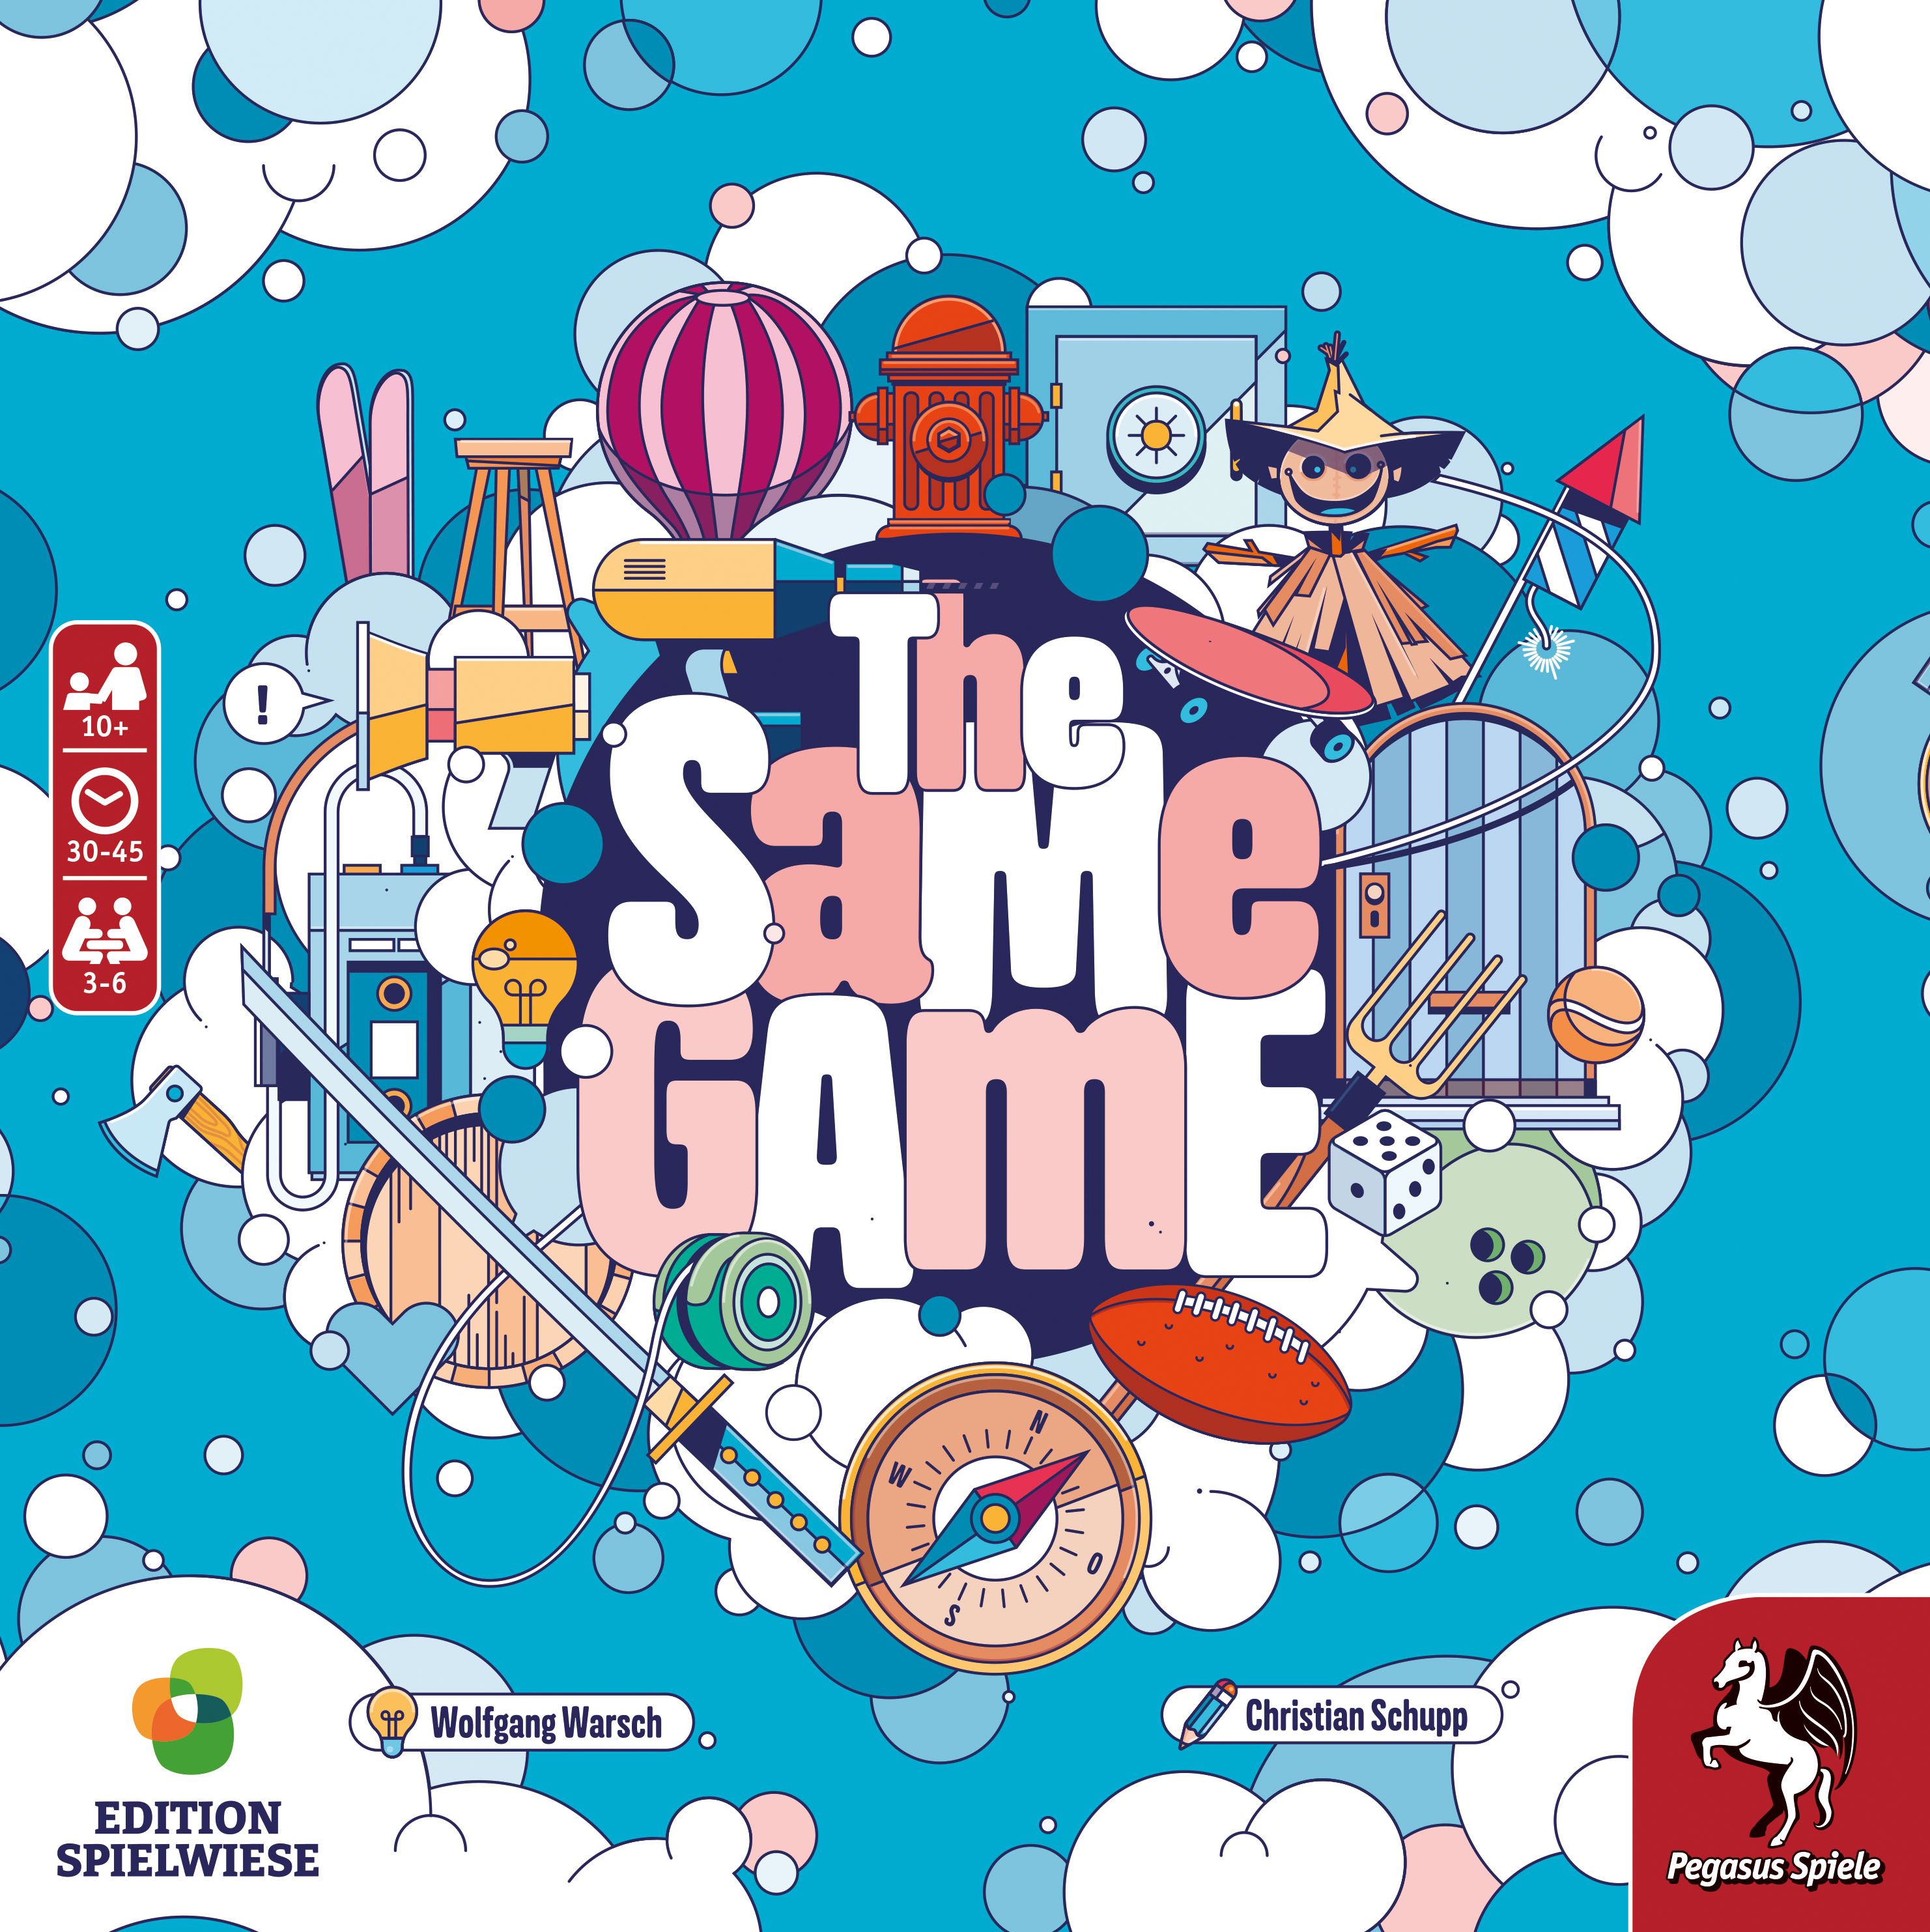 !
10+
30-45
3-6
The
SaMe
GAmE
N
W
O
S
Wolfgang Warsch
Christian Schupp
EDITION
SPIELWIESE
Pegasus Spiele